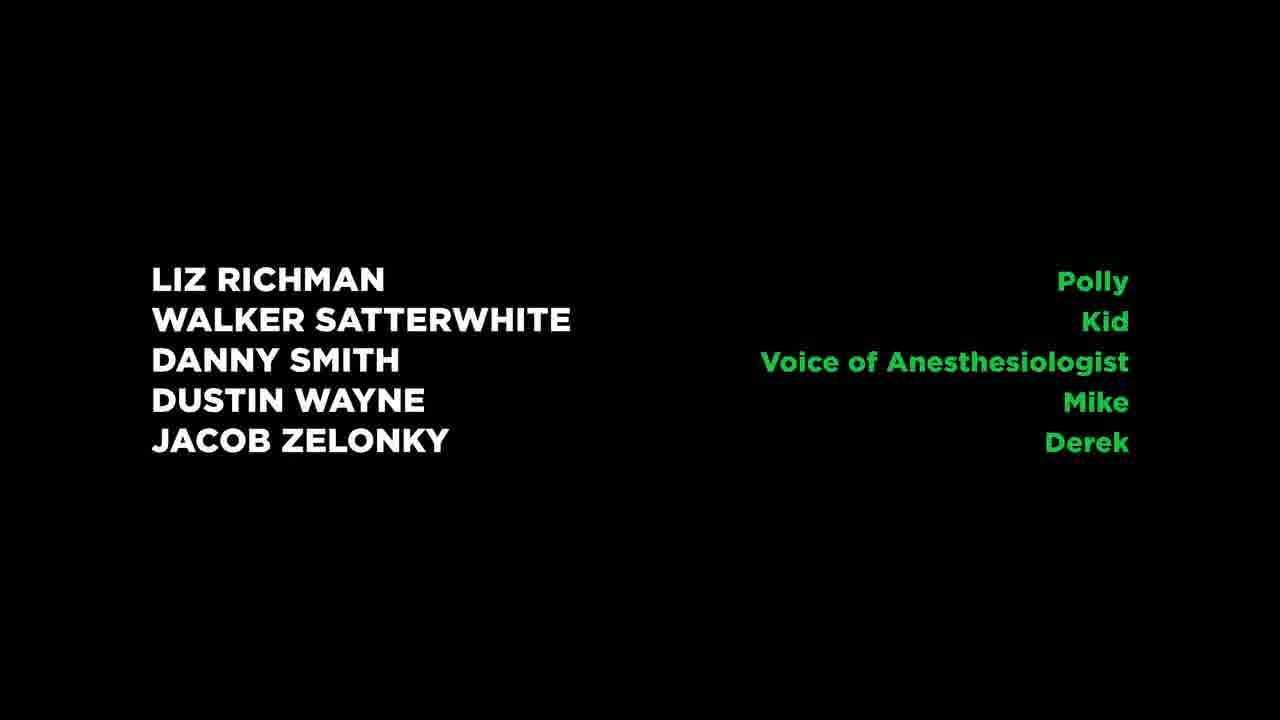 LIZ RICHMAN Polly
WALKER SATTERWHITE Kid
DANNY SMITH Voice of Anesthesiologist
DUSTIN WAYNE Mike
JACOB ZELONKY Derek